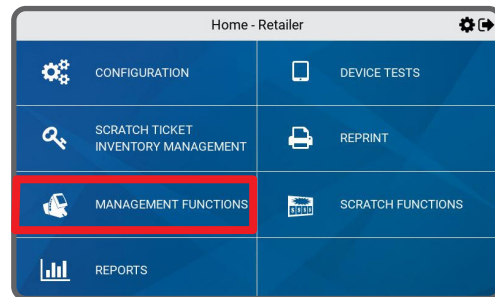 Home - Retailer
CONFIGURATION
DEVICE TESTS
SCRATCH TICKET
INVENTORY MANAGEMENT
REPRINT
MANAGEMENT FUNCTIONS
SCRATCH FUNCTIONS
REPORTS